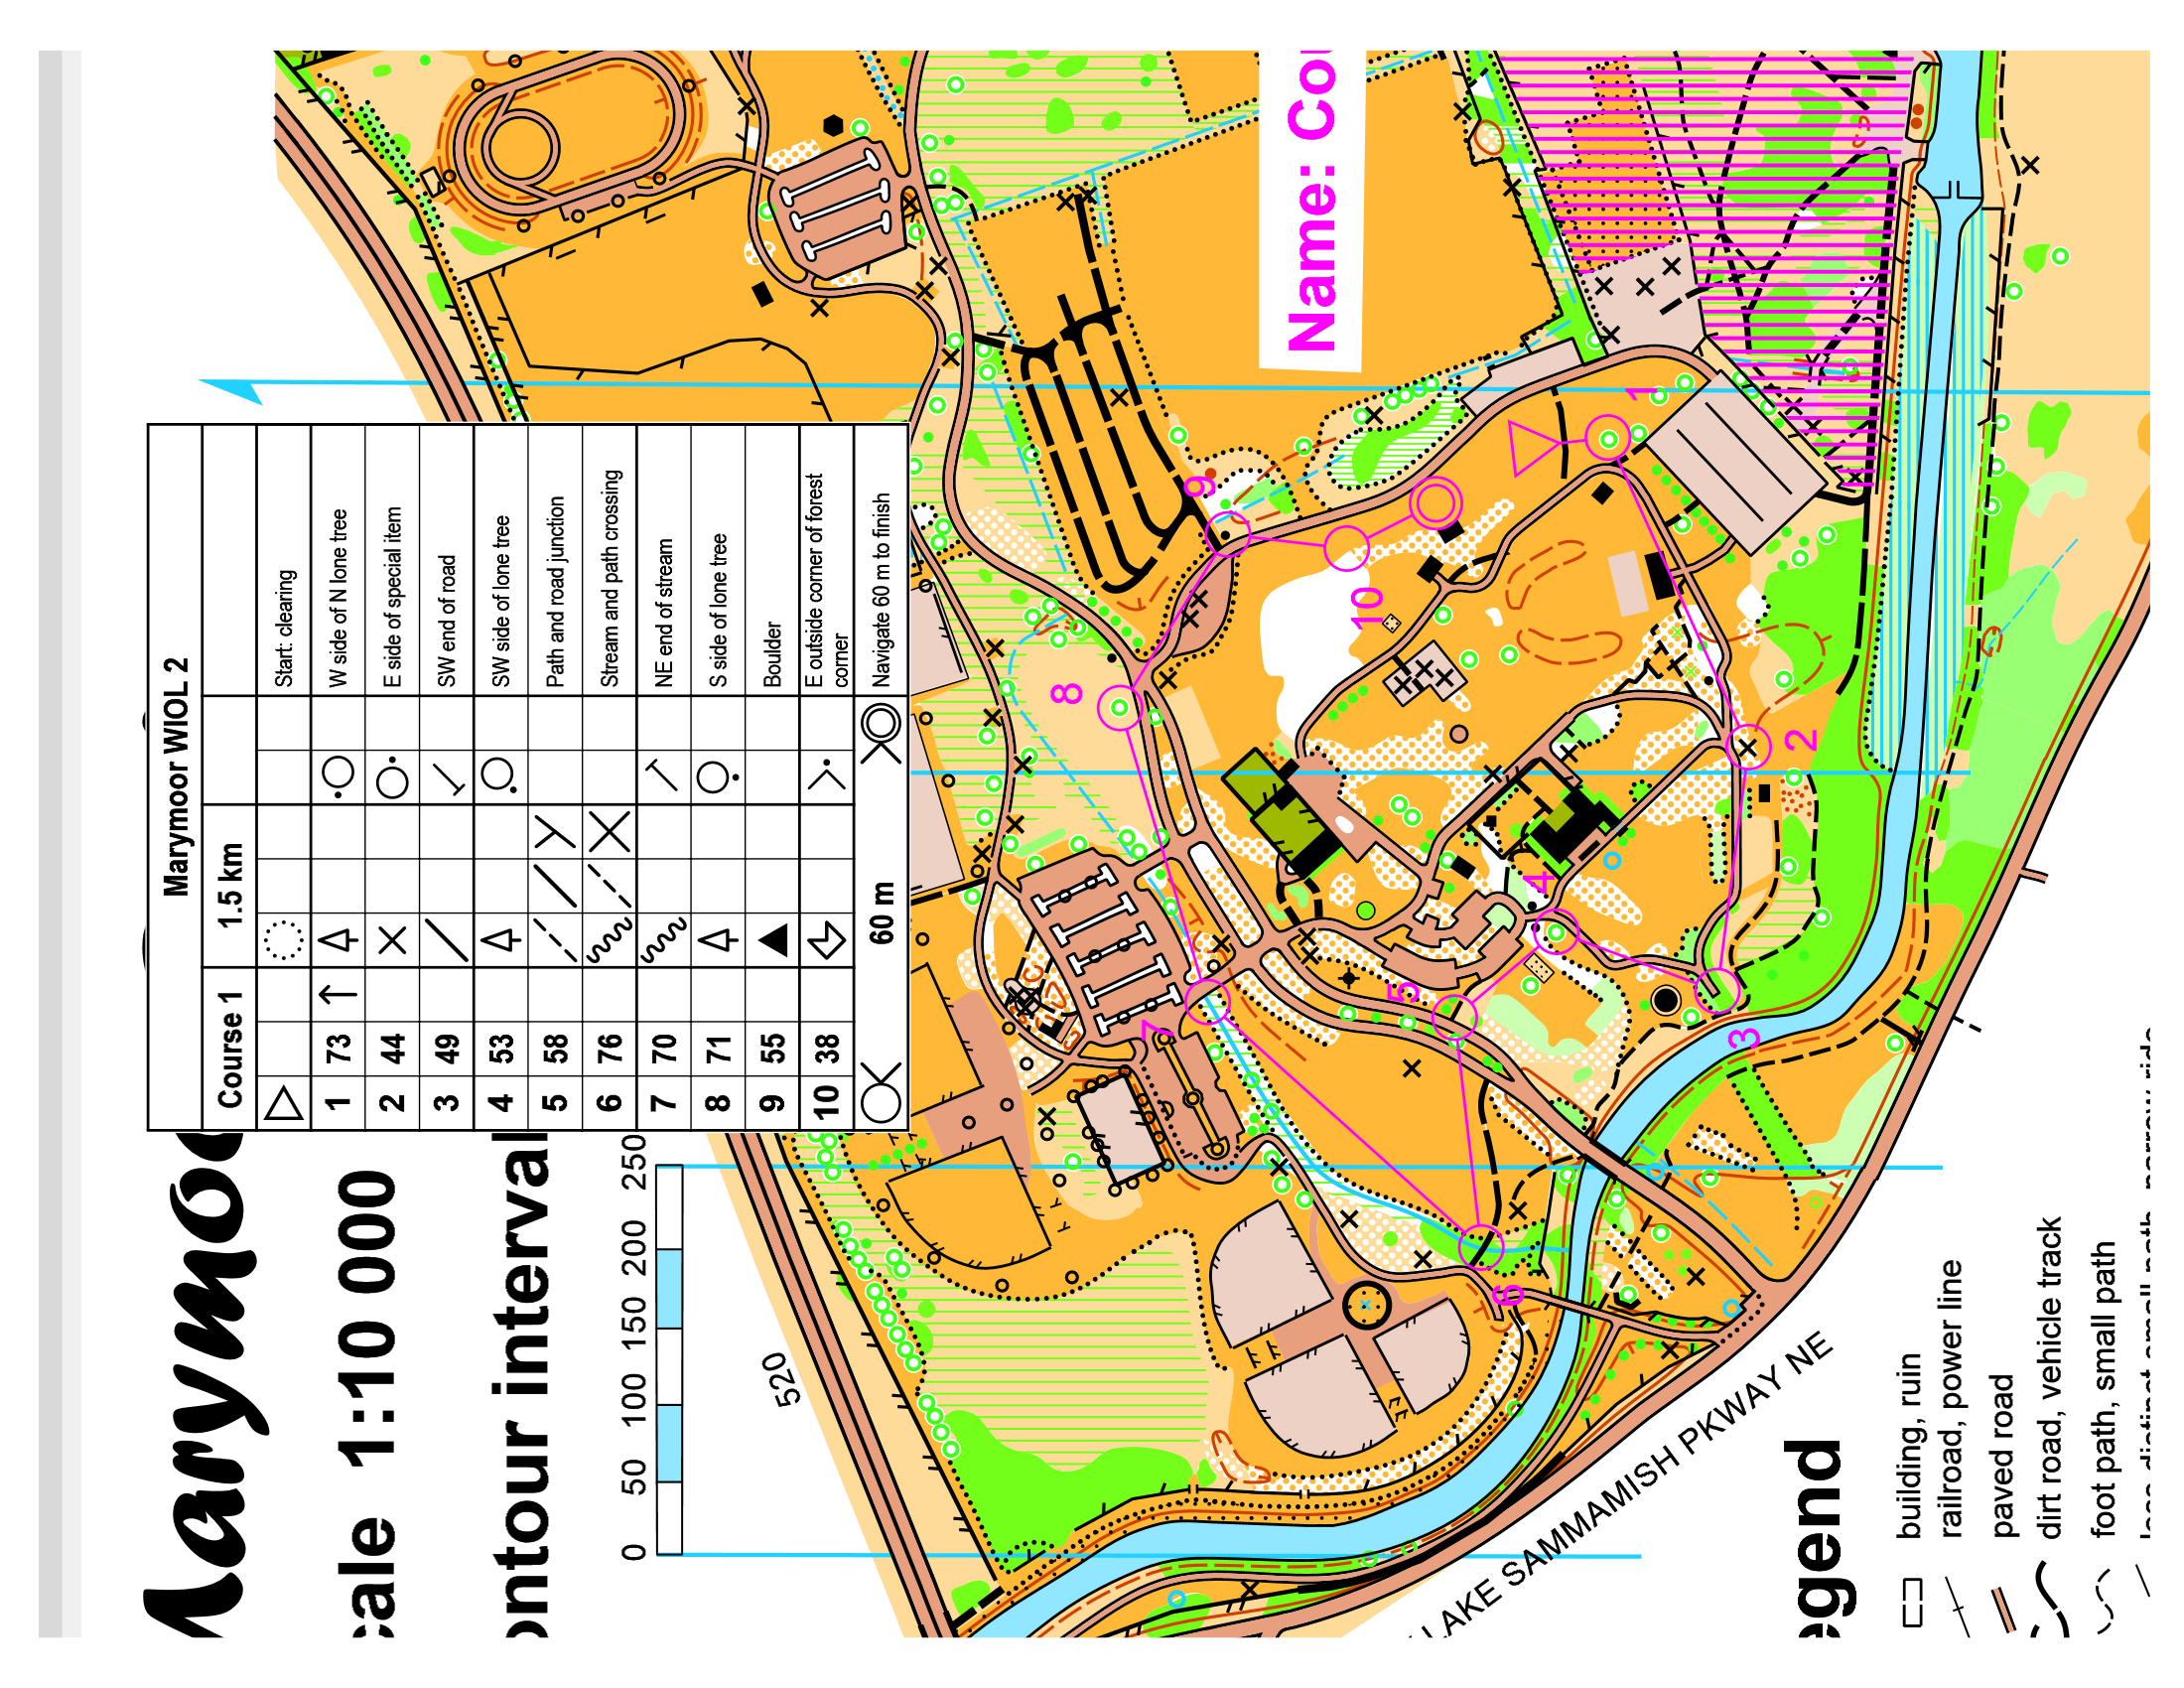 Marymoor WIOL 2
Course 1 1.5 km
Start: clearing
1 73 W side of N lone tree
2 44 E side of special item
3 49 SW end of road
4 53 SW side of lone tree
5 58 Path and road junction
6 76 Stream and path crossing
7 70 NE end of stream
8 71 S side of lone tree
9 55 Boulder
10 38 E outside corner of forest corner
60 m Navigate 60 m to finish
Marymoo
cale 1:10 000
ontour interval
0 50 100 150 200 250
520
Name: Cou
1
2
3
4
5
6
7
8
9
10
LAKE SAMMAMISH PKWAY NE
egend
building, ruin
railroad, power line
paved road
dirt road, vehicle track
foot path, small path